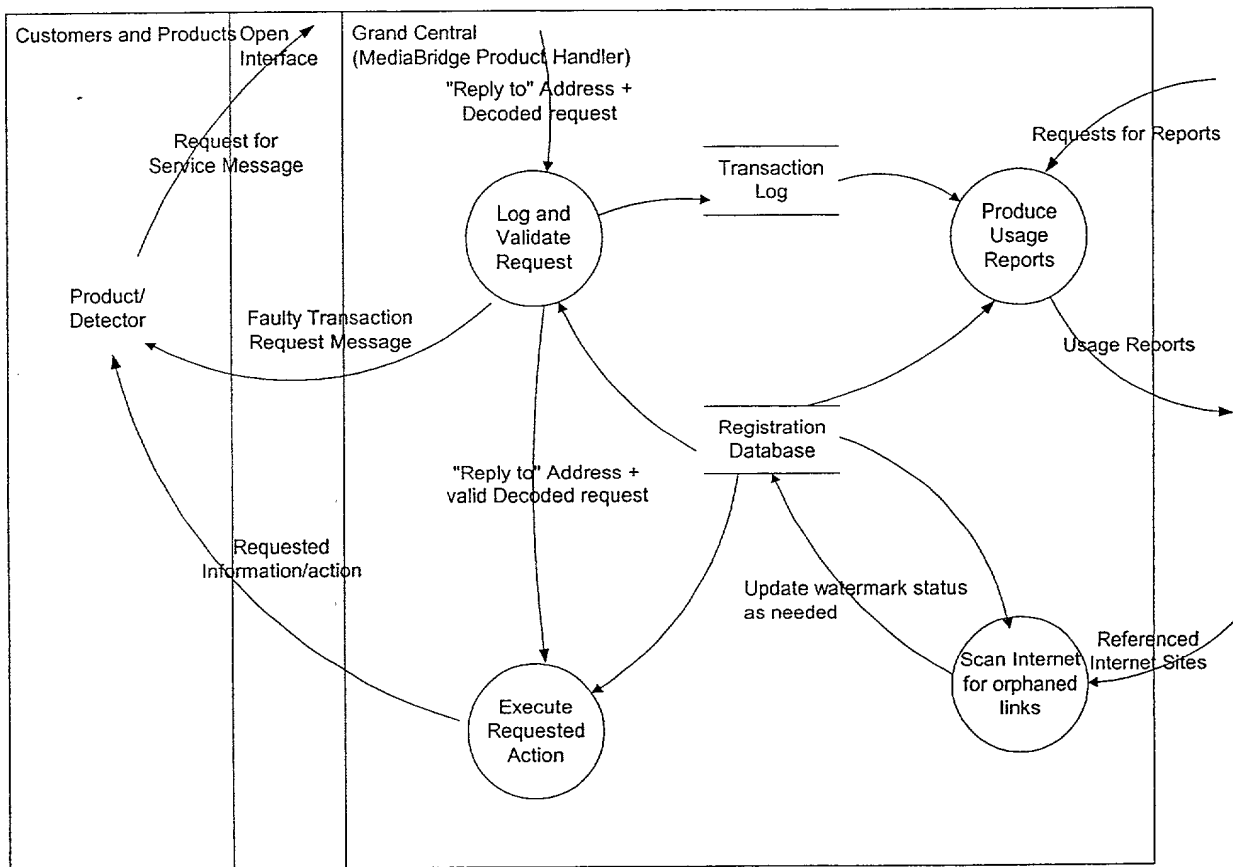 Customers and Products
Open
Interface
Grand Central
(MediaBridge Product Handler)
"Reply to" Address +
Decoded request
Request for
Service Message
Requests for Reports
Transaction
Log
Log and
Validate
Request
Produce
Usage
Reports
Product/
Detector
Faulty Transaction
Request Message
Usage Reports
Registration
Database
"Reply to" Address +
valid Decoded request
Requested
Information/action
Update watermark status
as needed
Referenced
Internet Sites
Scan Internet
for orphaned
links
Execute
Requested
Action